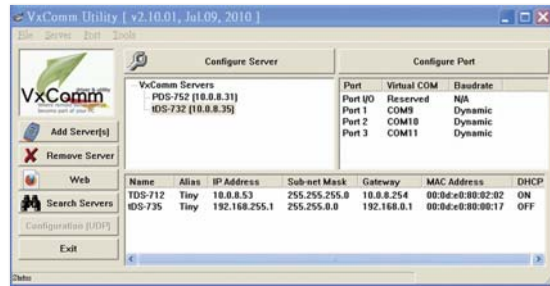 VxComm Utility [ v2.10.01, Jul.09, 2010 ]
File Server Port Tools
VxComm
Configure Server
Configure Port
VxComm Servers
PDS-752 (10.0.8.31)
tDS-732 (10.0.8.35)
Port Virtual COM Baudrate
Port I/O Reserved N/A
Port 1 COM9 Dynamic
Port 2 COM10 Dynamic
Port 3 COM11 Dynamic
Add Server(s)
Remove Server
Web
Search Servers
Configuration (UDP)
Exit
Name Alias IP Address Sub-net Mask Gateway MAC Address DHCP
TDS-712 Tiny 10.0.8.53 255.255.255.0 10.0.8.254 00:0d:e0:80:02:02 ON
tDS-735 Tiny 192.168.255.1 255.255.0.0 192.168.0.1 00:0d:e0:80:00:17 OFF
Status